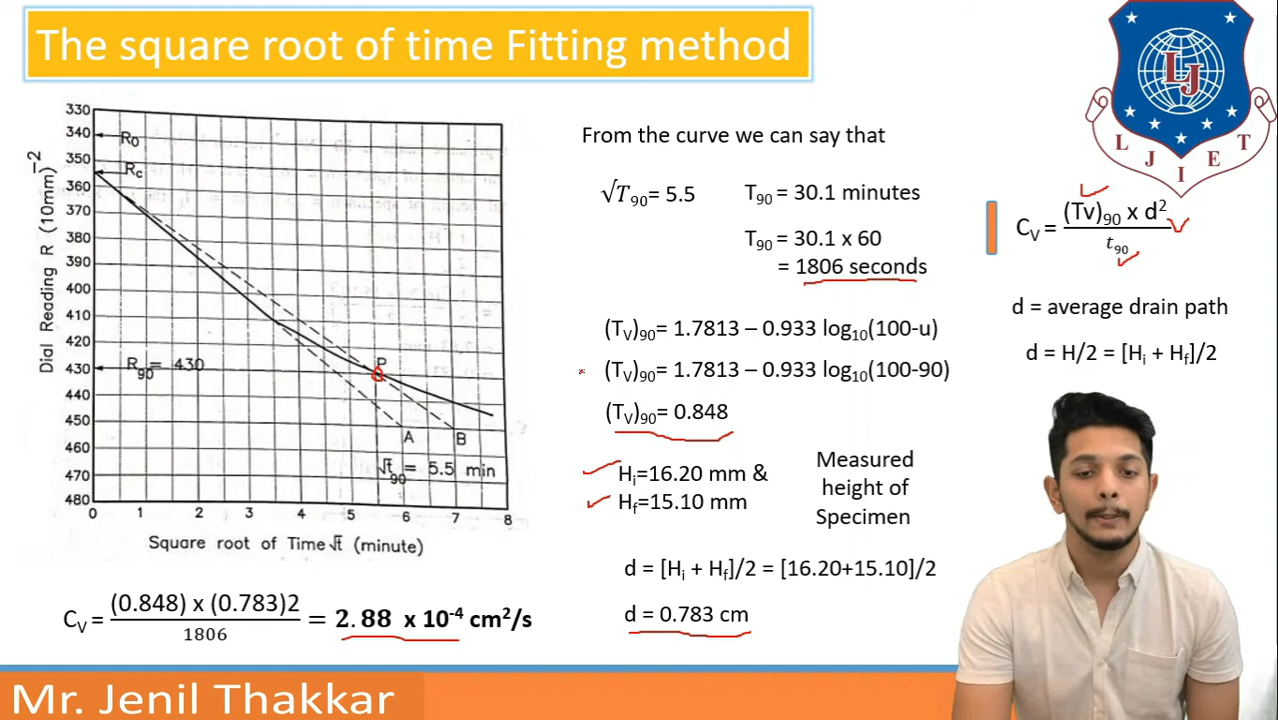 The square root of time Fitting method
L J I E T
330
340
350
360
370
380
390
400
410
420
430
440
450
460
470
480
Dial Reading R (10mm)⁻²
R₀
R꜀
R₉₀ = 430
P
A
B
√t₉₀ = 5.5 min
0 1 2 3 4 5 6 7 8
Square root of Time √t (minute)
From the curve we can say that
√T₉₀= 5.5
T₉₀ = 30.1 minutes
T₉₀ = 30.1 x 60
= 1806 seconds
(Tᵥ)₉₀= 1.7813 – 0.933 log₁₀(100-u)
(Tᵥ)₉₀= 1.7813 – 0.933 log₁₀(100-90)
(Tᵥ)₉₀= 0.848
Hᵢ=16.20 mm &
H_f=15.10 mm
Measured
height of
Specimen
d = [Hᵢ + H_f]/2 = [16.20+15.10]/2
d = 0.783 cm
Cᵥ = (Tv)₉₀ x d² / t₉₀
d = average drain path
d = H/2 = [Hᵢ + H_f]/2
Cᵥ = (0.848) x (0.783)2 / 1806 = 2.88 x 10⁻⁴ cm²/s
Mr. Jenil Thakkar